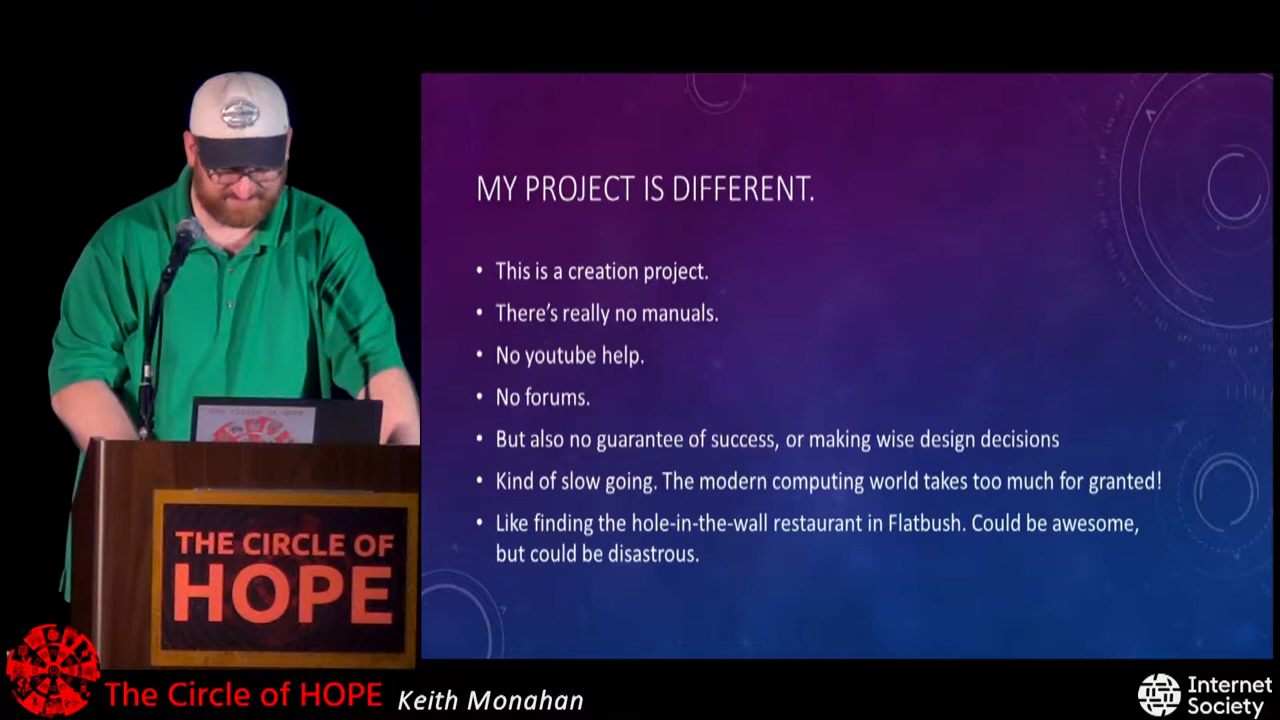 MY PROJECT IS DIFFERENT.
• This is a creation project.
• There's really no manuals.
• No youtube help.
• No forums.
• But also no guarantee of success, or making wise design decisions
• Kind of slow going. The modern computing world takes too much for granted!
• Like finding the hole-in-the-wall restaurant in Flatbush. Could be awesome,
but could be disastrous.
THE CIRCLE OF
HOPE
The Circle of HOPE
Keith Monahan
Internet
Society